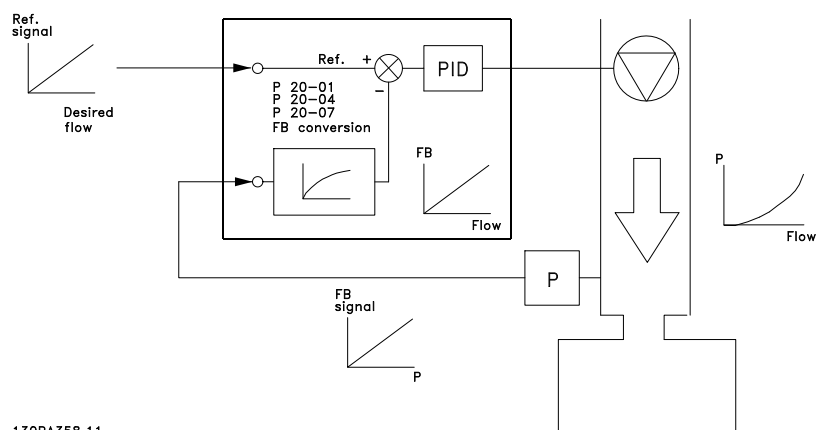 Ref.
signal
Desired
flow
Ref.
+
−
PID
P 20-01
P 20-04
P 20-07
FB conversion
FB
Flow
P
Flow
P
FB
signal
P